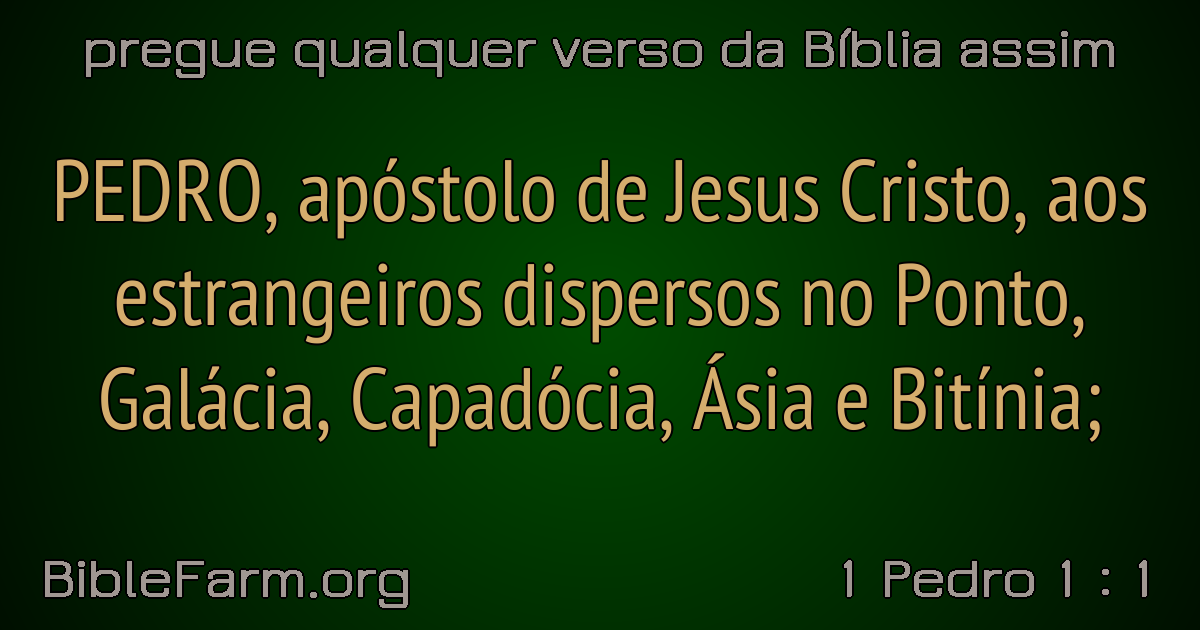 pregue qualquer verso da Bíblia assim
PEDRO, apóstolo de Jesus Cristo, aos
estrangeiros dispersos no Ponto,
Galácia, Capadócia, Ásia e Bitínia;
BibleFarm.org
1 Pedro 1 : 1